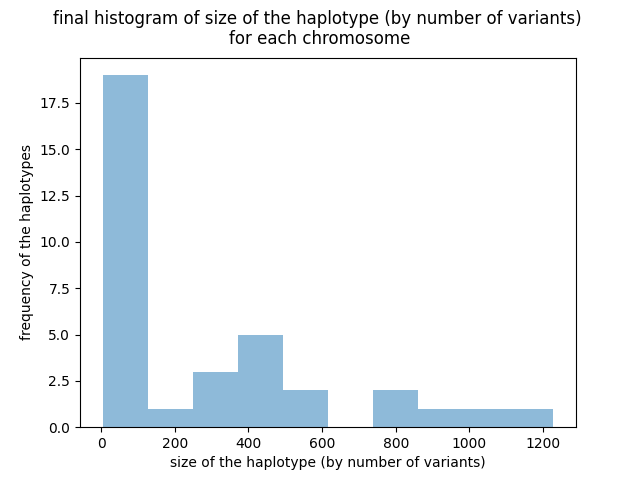 final histogram of size of the haplotype (by number of variants)
for each chromosome
frequency of the haplotypes
17.5
15.0
12.5
10.0
7.5
5.0
2.5
0.0
0 200 400 600 800 1000 1200
size of the haplotype (by number of variants)